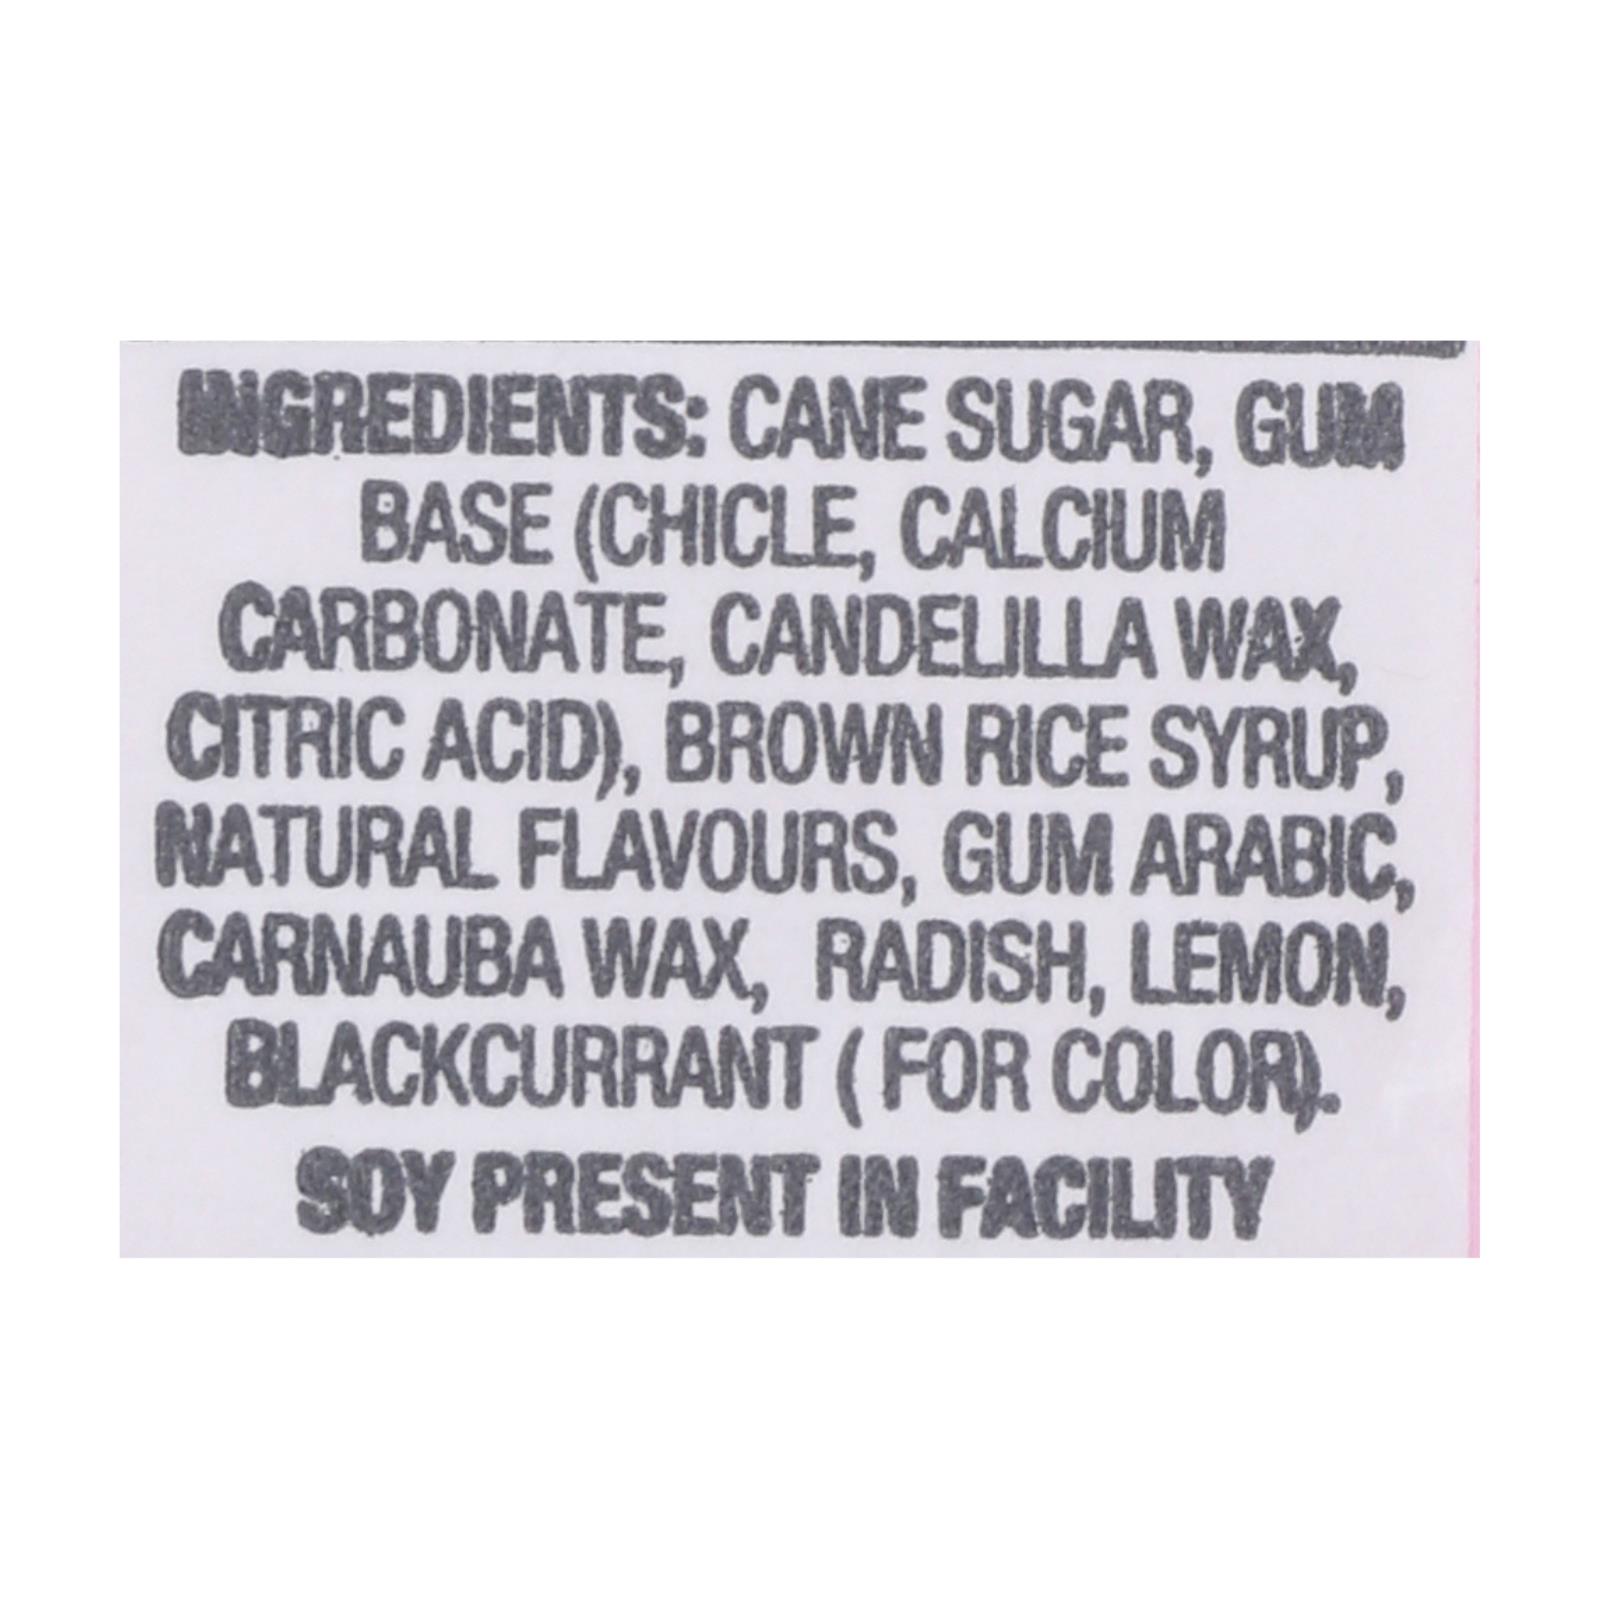 INGREDIENTS: CANE SUGAR, GUM
BASE (CHICLE, CALCIUM
CARBONATE, CANDELILLA WAX,
CITRIC ACID), BROWN RICE SYRUP,
NATURAL FLAVOURS, GUM ARABIC,
CARNAUBA WAX, RADISH, LEMON,
BLACKCURRANT ( FOR COLOR).
SOY PRESENT IN FACILITY